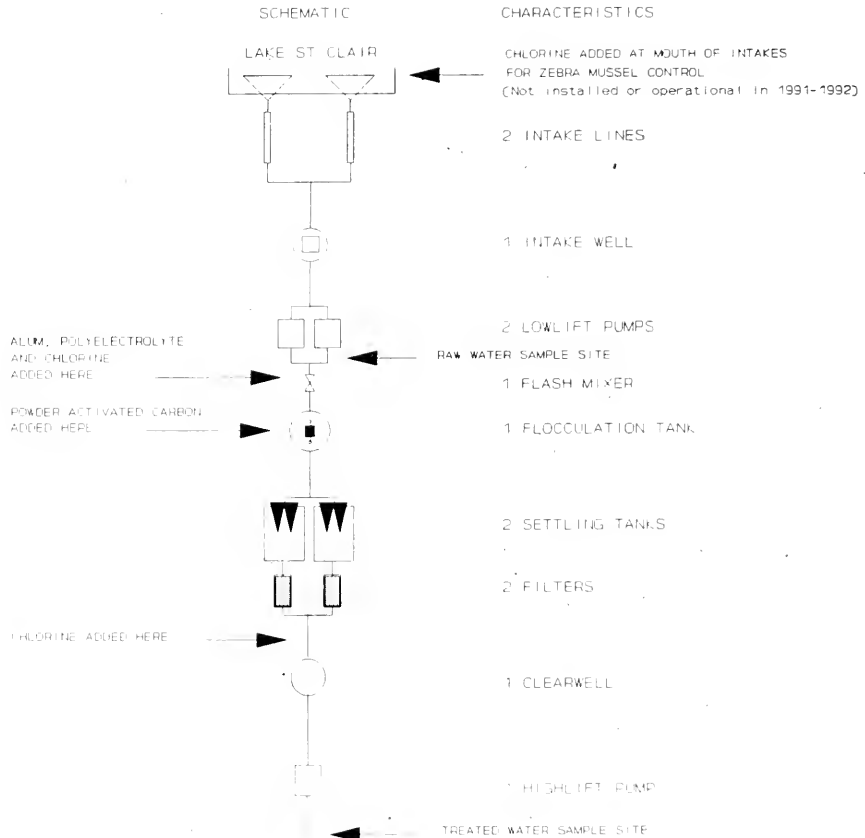 SCHEMATIC
CHARACTERISTICS
LAKE ST CLAIR
CHLORINE ADDED AT MOUTH OF INTAKES
FOR ZEBRA MUSSEL CONTROL
(Not installed or operational in 1991-1992)
2 INTAKE LINES
1 INTAKE WELL
2 LOWLIFT PUMPS
ALUM, POLYELECTROLYTE
AND CHLORINE
ADDED HERE
RAW WATER SAMPLE SITE
1 FLASH MIXER
POWDER ACTIVATED CARBON
ADDED HERE
1 FLOCCULATION TANK
2 SETTLING TANKS
2 FILTERS
CHLORINE ADDED HERE
1 CLEARWELL
1 HIGHLIFT PUMP
TREATED WATER SAMPLE SITE